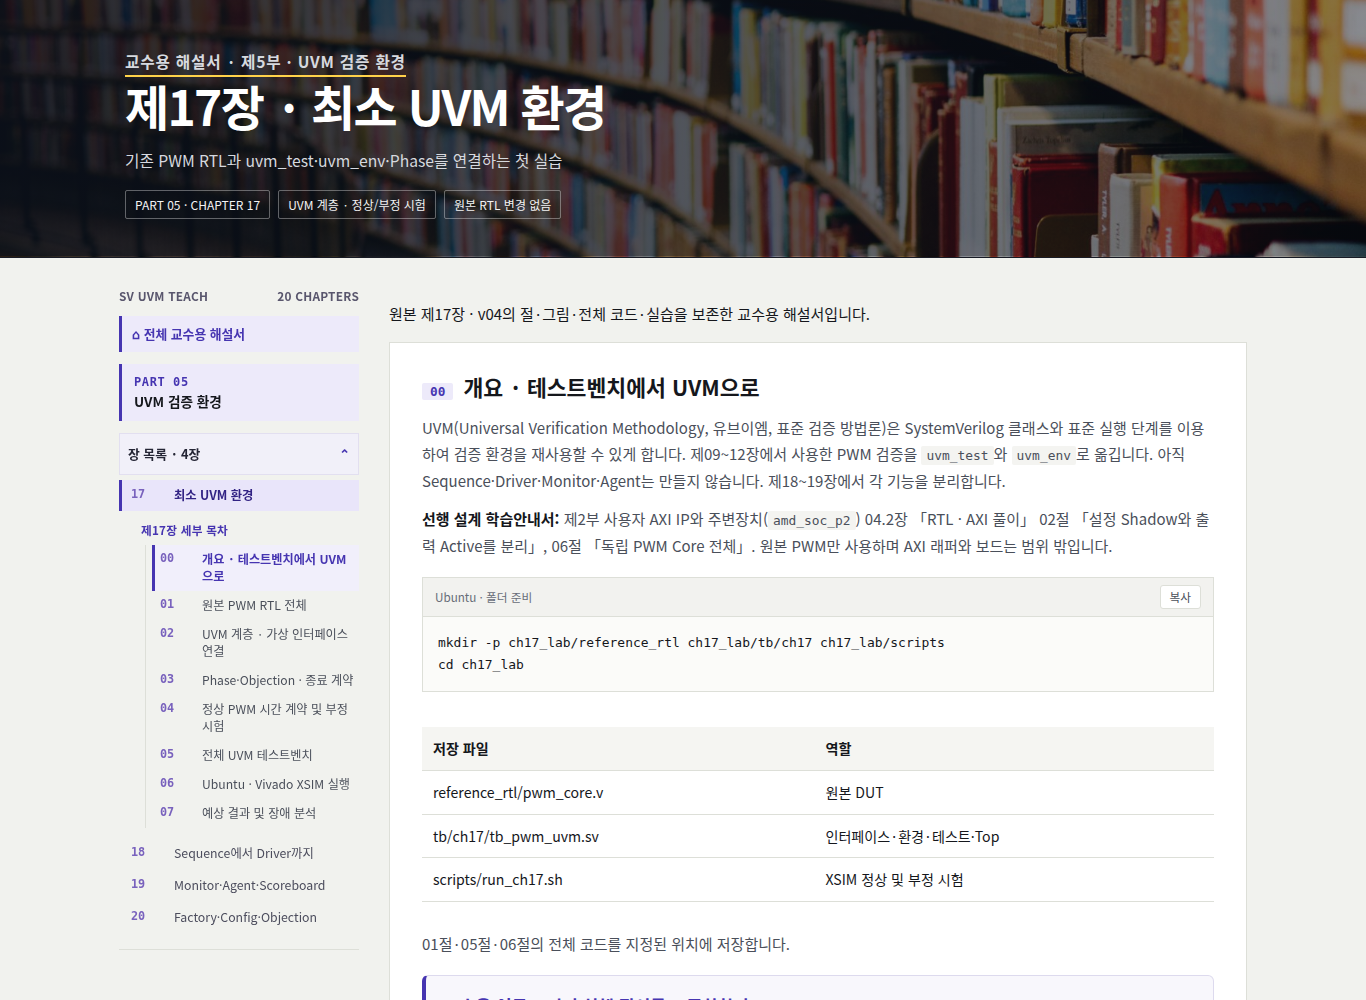 교수용 해설서 · 제5부 · UVM 검증 환경
제17장 · 최소 UVM 환경
기존 PWM RTL과 uvm_test·uvm_env·Phase를 연결하는 첫 실습
PART 05 · CHAPTER 17
UVM 계층 · 정상/부정 시험
원본 RTL 변경 없음
SV UVM TEACH
20 CHAPTERS
⌂ 전체 교수용 해설서
PART 05
UVM 검증 환경
장 목록 · 4장
17 최소 UVM 환경
제17장 세부 목차
00 개요 · 테스트벤치에서 UVM
으로
01 원본 PWM RTL 전체
02 UVM 계층 · 가상 인터페이스
연결
03 Phase·Objection · 종료 계약
04 정상 PWM 시간 계약 및 부정
시험
05 전체 UVM 테스트벤치
06 Ubuntu · Vivado XSIM 실행
07 예상 결과 및 장애 분석
18 Sequence에서 Driver까지
19 Monitor·Agent·Scoreboard
20 Factory·Config·Objection
원본 제17장 · v04의 절·그림·전체 코드·실습을 보존한 교수용 해설서입니다.
00 개요 · 테스트벤치에서 UVM으로
UVM(Universal Verification Methodology, 유브이엠, 표준 검증 방법론)은 SystemVerilog 클래스와 표준 실행 단계를 이용
하여 검증 환경을 재사용할 수 있게 합니다. 제09~12장에서 사용한 PWM 검증을 uvm_test 와 uvm_env 로 옮깁니다. 아직
Sequence·Driver·Monitor·Agent는 만들지 않습니다. 제18~19장에서 각 기능을 분리합니다.
선행 설계 학습안내서: 제2부 사용자 AXI IP와 주변장치( amd_soc_p2 ) 04.2장 「RTL · AXI 풀이」 02절 「설정 Shadow와 출
력 Active를 분리」, 06절 「독립 PWM Core 전체」. 원본 PWM만 사용하며 AXI 래퍼와 보드는 범위 밖입니다.
Ubuntu · 폴더 준비
복사
mkdir -p ch17_lab/reference_rtl ch17_lab/tb/ch17 ch17_lab/scripts
cd ch17_lab
저장 파일 역할
reference_rtl/pwm_core.v 원본 DUT
tb/ch17/tb_pwm_uvm.sv 인터페이스·환경·테스트·Top
scripts/run_ch17.sh XSIM 정상 및 부정 시험
01절·05절·06절의 전체 코드를 지정된 위치에 저장합니다.